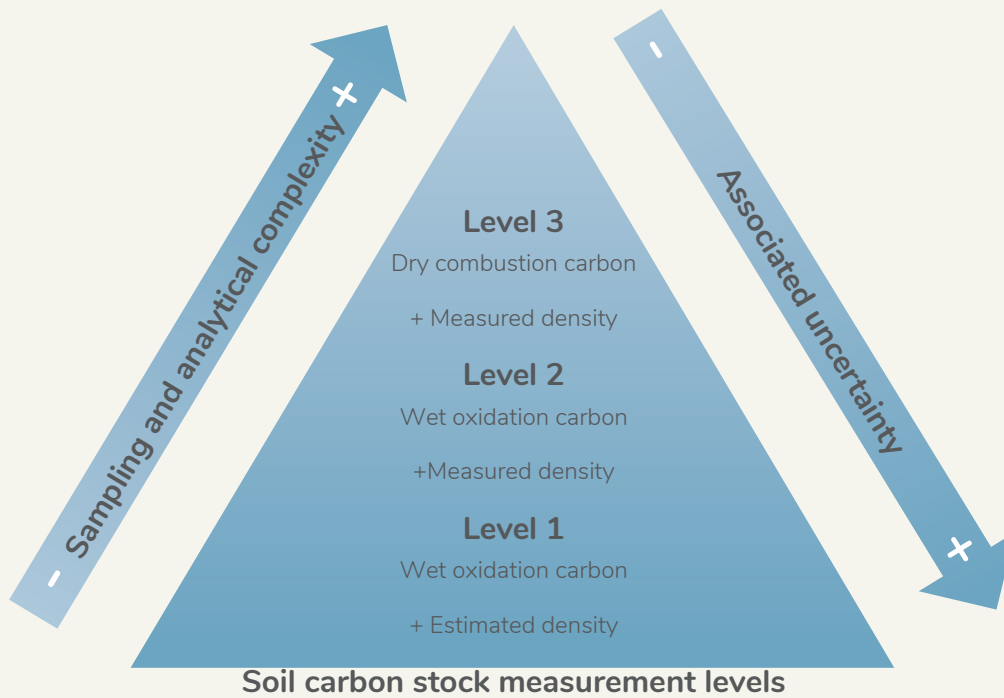 Sampling and analytical complexity
-
+
Level 3
Dry combustion carbon
+ Measured density
Level 2
Wet oxidation carbon
+Measured density
Level 1
Wet oxidation carbon
+ Estimated density
-
Associated uncertainty
+
Soil carbon stock measurement levels